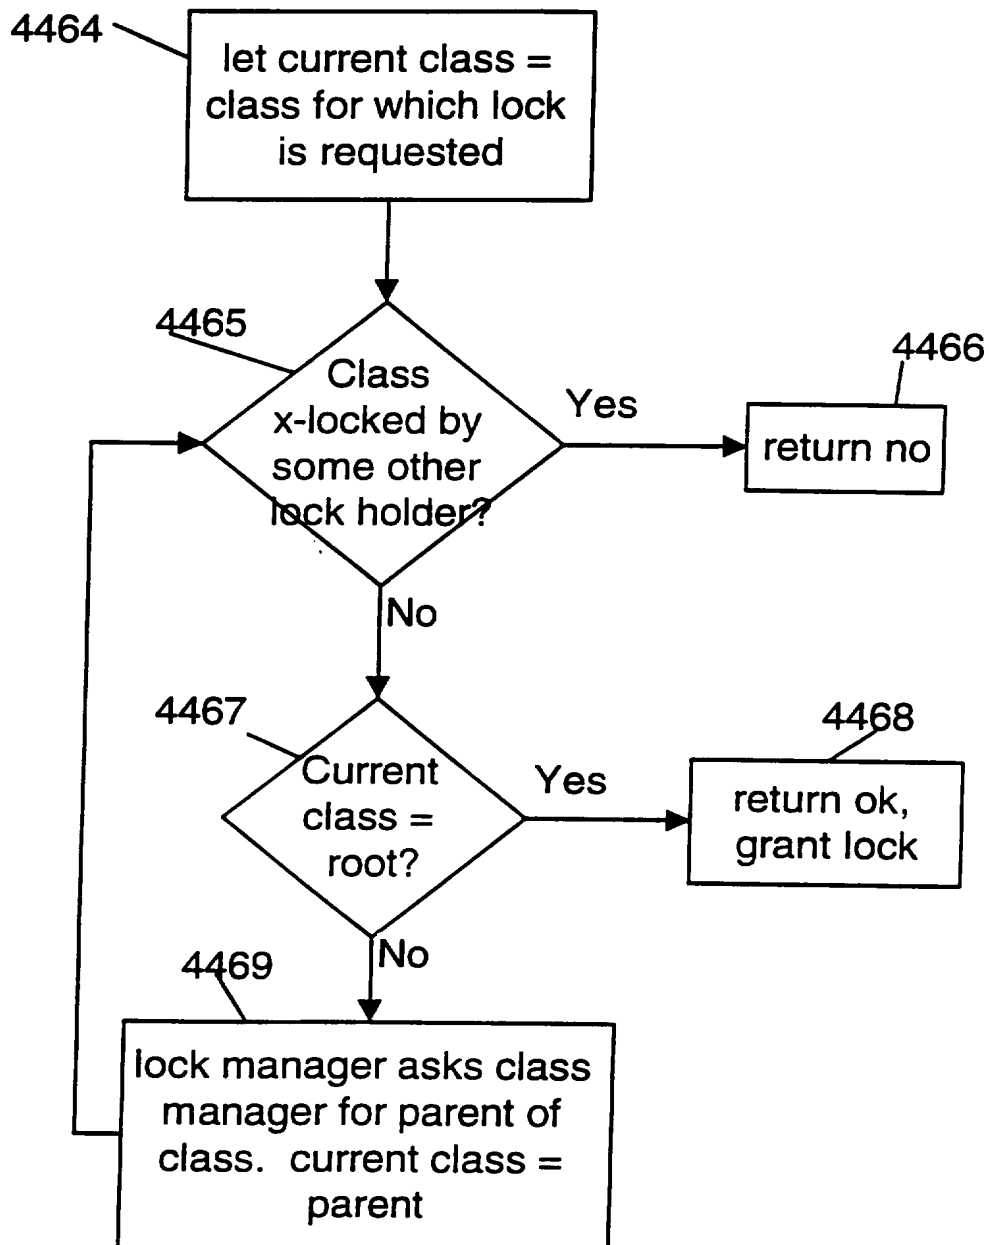 4464
let current class =
class for which lock
is requested
4465
Class
x-locked by
some other
lock holder?
Yes
4466
return no
No
4467
Current
class =
root?
Yes
4468
return ok,
grant lock
No
4469
lock manager asks class
manager for parent of
class. current class =
parent